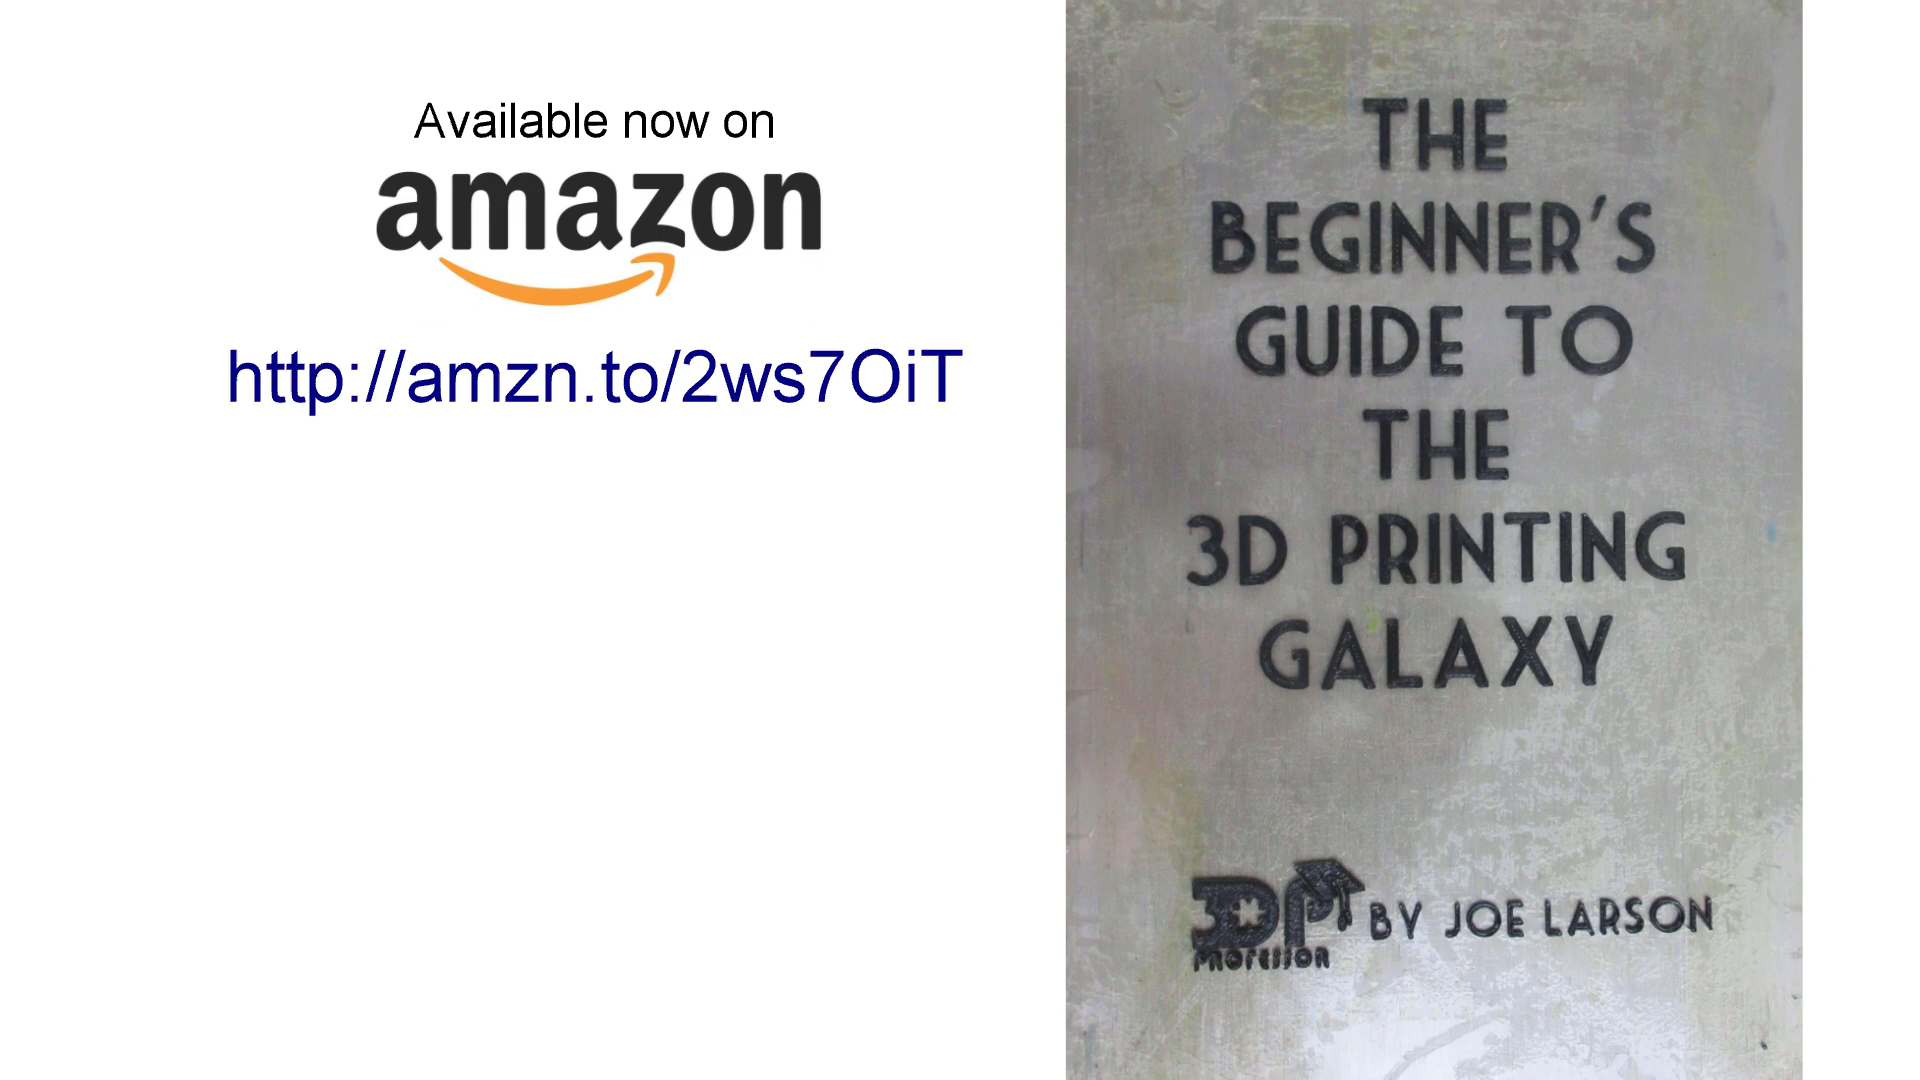 Available now on
amazon
http://amzn.to/2ws7OiT
THE
BEGINNER'S
GUIDE TO
THE
3D PRINTING
GALAXY
3DP
PROFESSOR
BY JOE LARSON